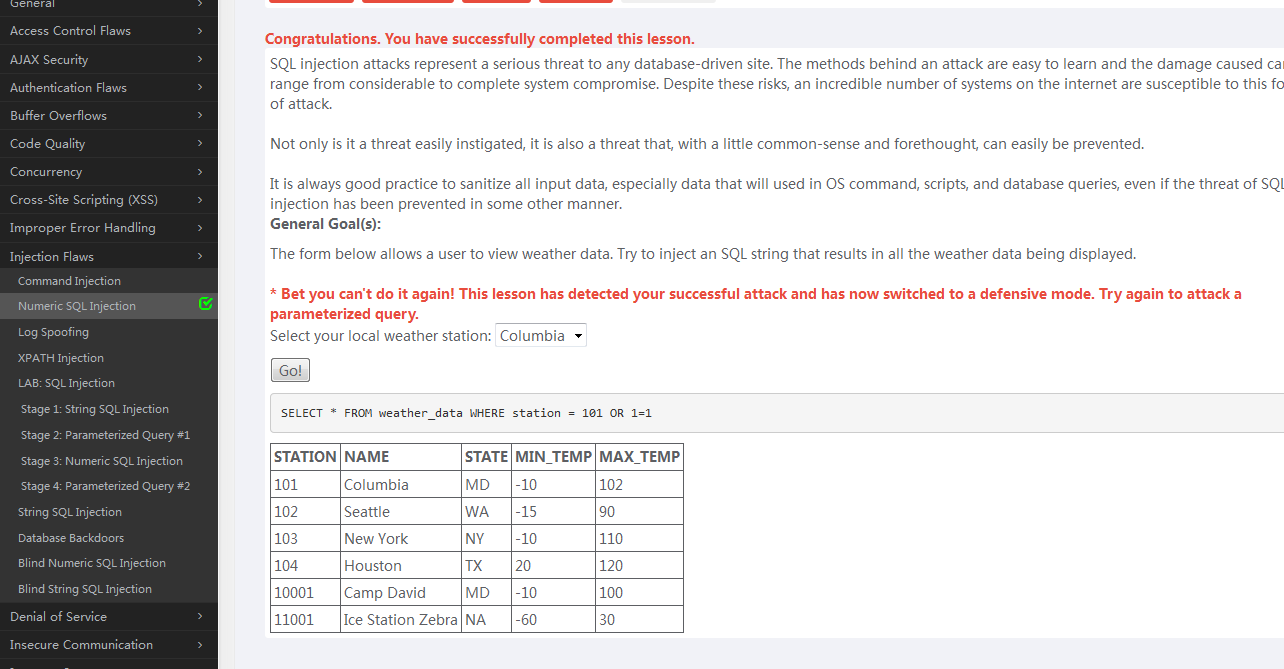 General
Access Control Flaws
AJAX Security
Authentication Flaws
Buffer Overflows
Code Quality
Concurrency
Cross-Site Scripting (XSS)
Improper Error Handling
Injection Flaws
Command Injection
Numeric SQL Injection
Log Spoofing
XPATH Injection
LAB: SQL Injection
Stage 1: String SQL Injection
Stage 2: Parameterized Query #1
Stage 3: Numeric SQL Injection
Stage 4: Parameterized Query #2
String SQL Injection
Database Backdoors
Blind Numeric SQL Injection
Blind String SQL Injection
Denial of Service
Insecure Communication
Congratulations. You have successfully completed this lesson.
SQL injection attacks represent a serious threat to any database-driven site. The methods behind an attack are easy to learn and the damage caused
range from considerable to complete system compromise. Despite these risks, an incredible number of systems on the internet are susceptible to this
of attack.
Not only is it a threat easily instigated, it is also a threat that, with a little common-sense and forethought, can easily be prevented.
It is always good practice to sanitize all input data, especially data that will used in OS command, scripts, and database queries, even if the threat of SQL
injection has been prevented in some other manner.
General Goal(s):
The form below allows a user to view weather data. Try to inject an SQL string that results in all the weather data being displayed.
* Bet you can't do it again! This lesson has detected your successful attack and has now switched to a defensive mode. Try again to attack a
parameterized query.
Select your local weather station: Columbia
Go!
SELECT * FROM weather_data WHERE station = 101 OR 1=1
STATION NAME STATE MIN_TEMP MAX_TEMP
101 Columbia MD -10 102
102 Seattle WA -15 90
103 New York NY -10 110
104 Houston TX 20 120
10001 Camp David MD -10 100
11001 Ice Station Zebra NA -60 30